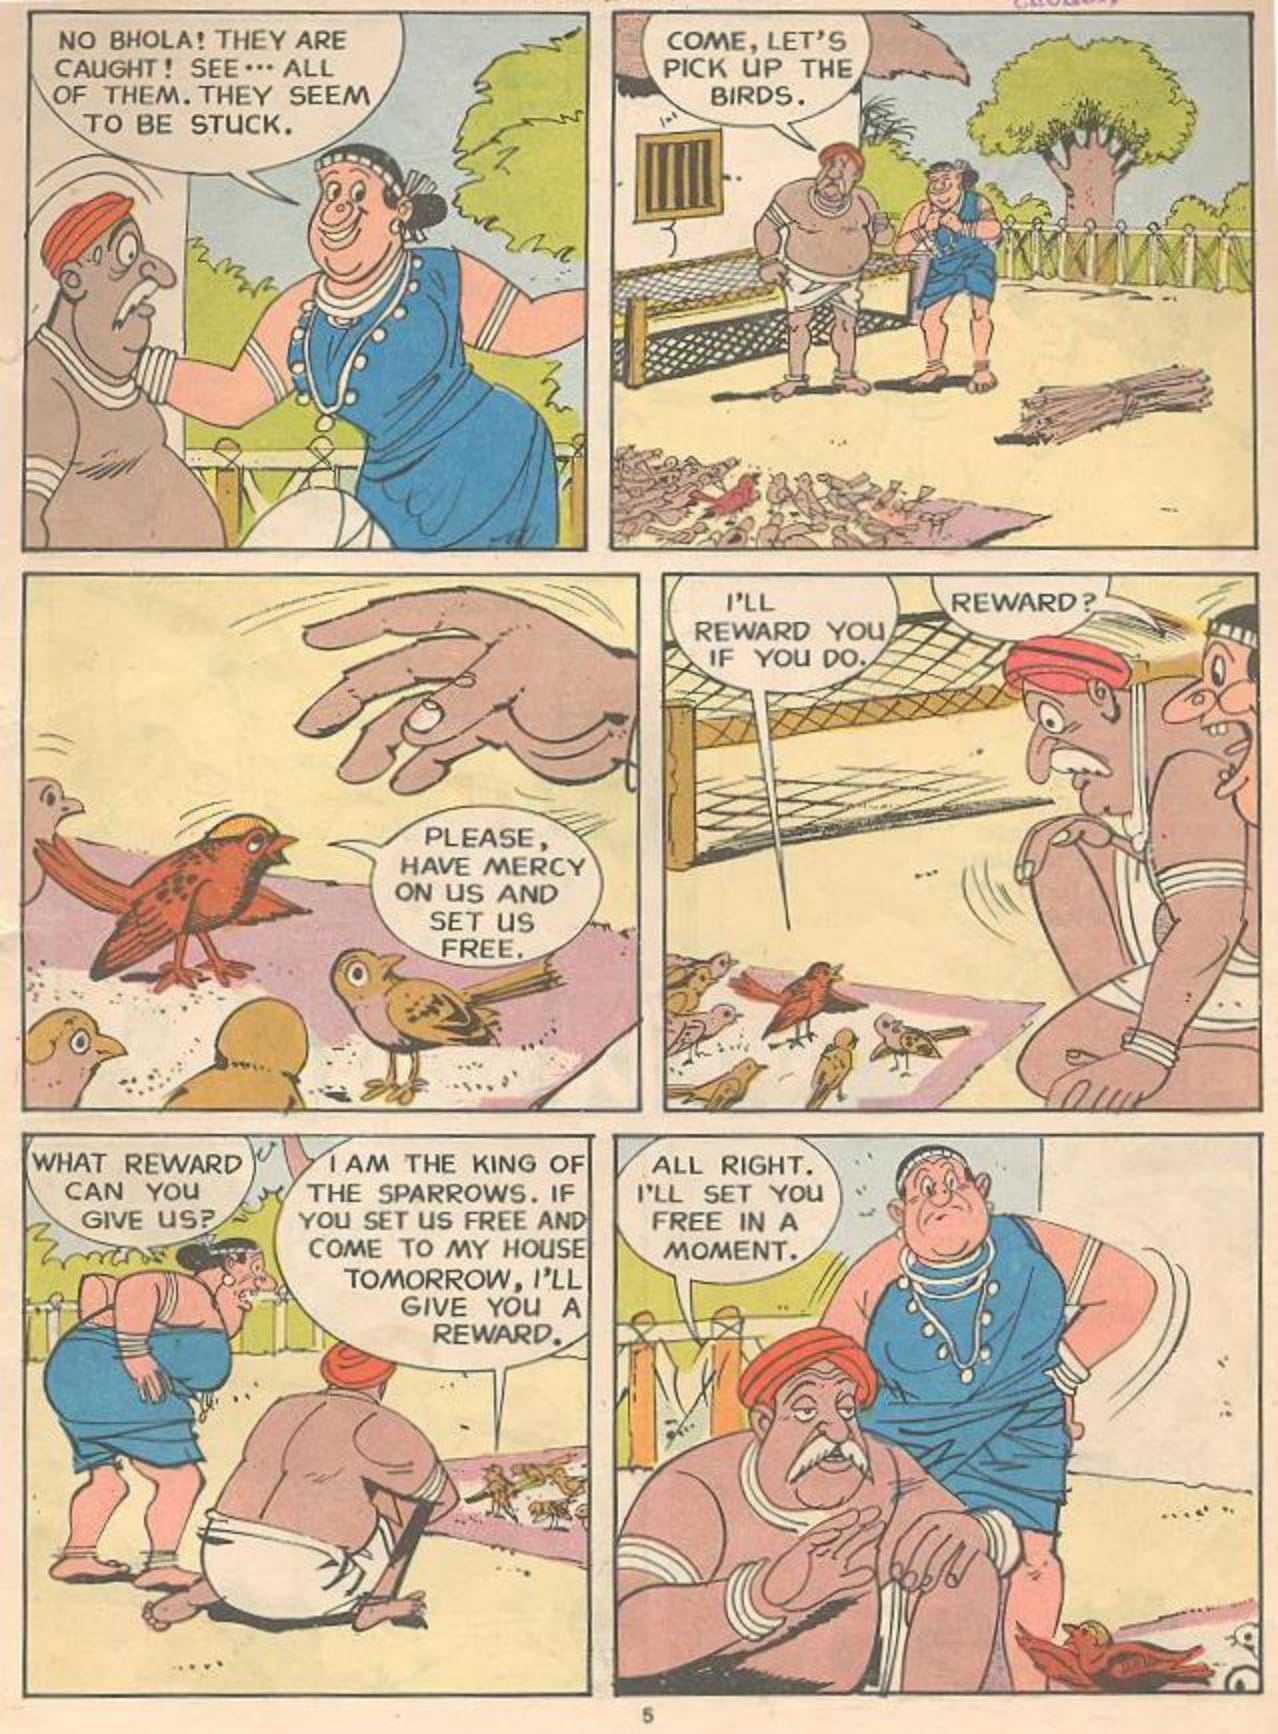 NO BHOLA! THEY ARE
CAUGHT! SEE... ALL
OF THEM. THEY SEEM
TO BE STUCK.
COME, LET'S
PICK UP THE
BIRDS.
PLEASE,
HAVE MERCY
ON US AND
SET US
FREE.
I'LL
REWARD YOU
IF YOU DO.
REWARD?
WHAT REWARD
CAN YOU
GIVE US?
I AM THE KING OF
THE SPARROWS. IF
YOU SET US FREE AND
COME TO MY HOUSE
TOMORROW, I'LL
GIVE YOU A
REWARD.
ALL RIGHT.
I'LL SET YOU
FREE IN A
MOMENT.
5